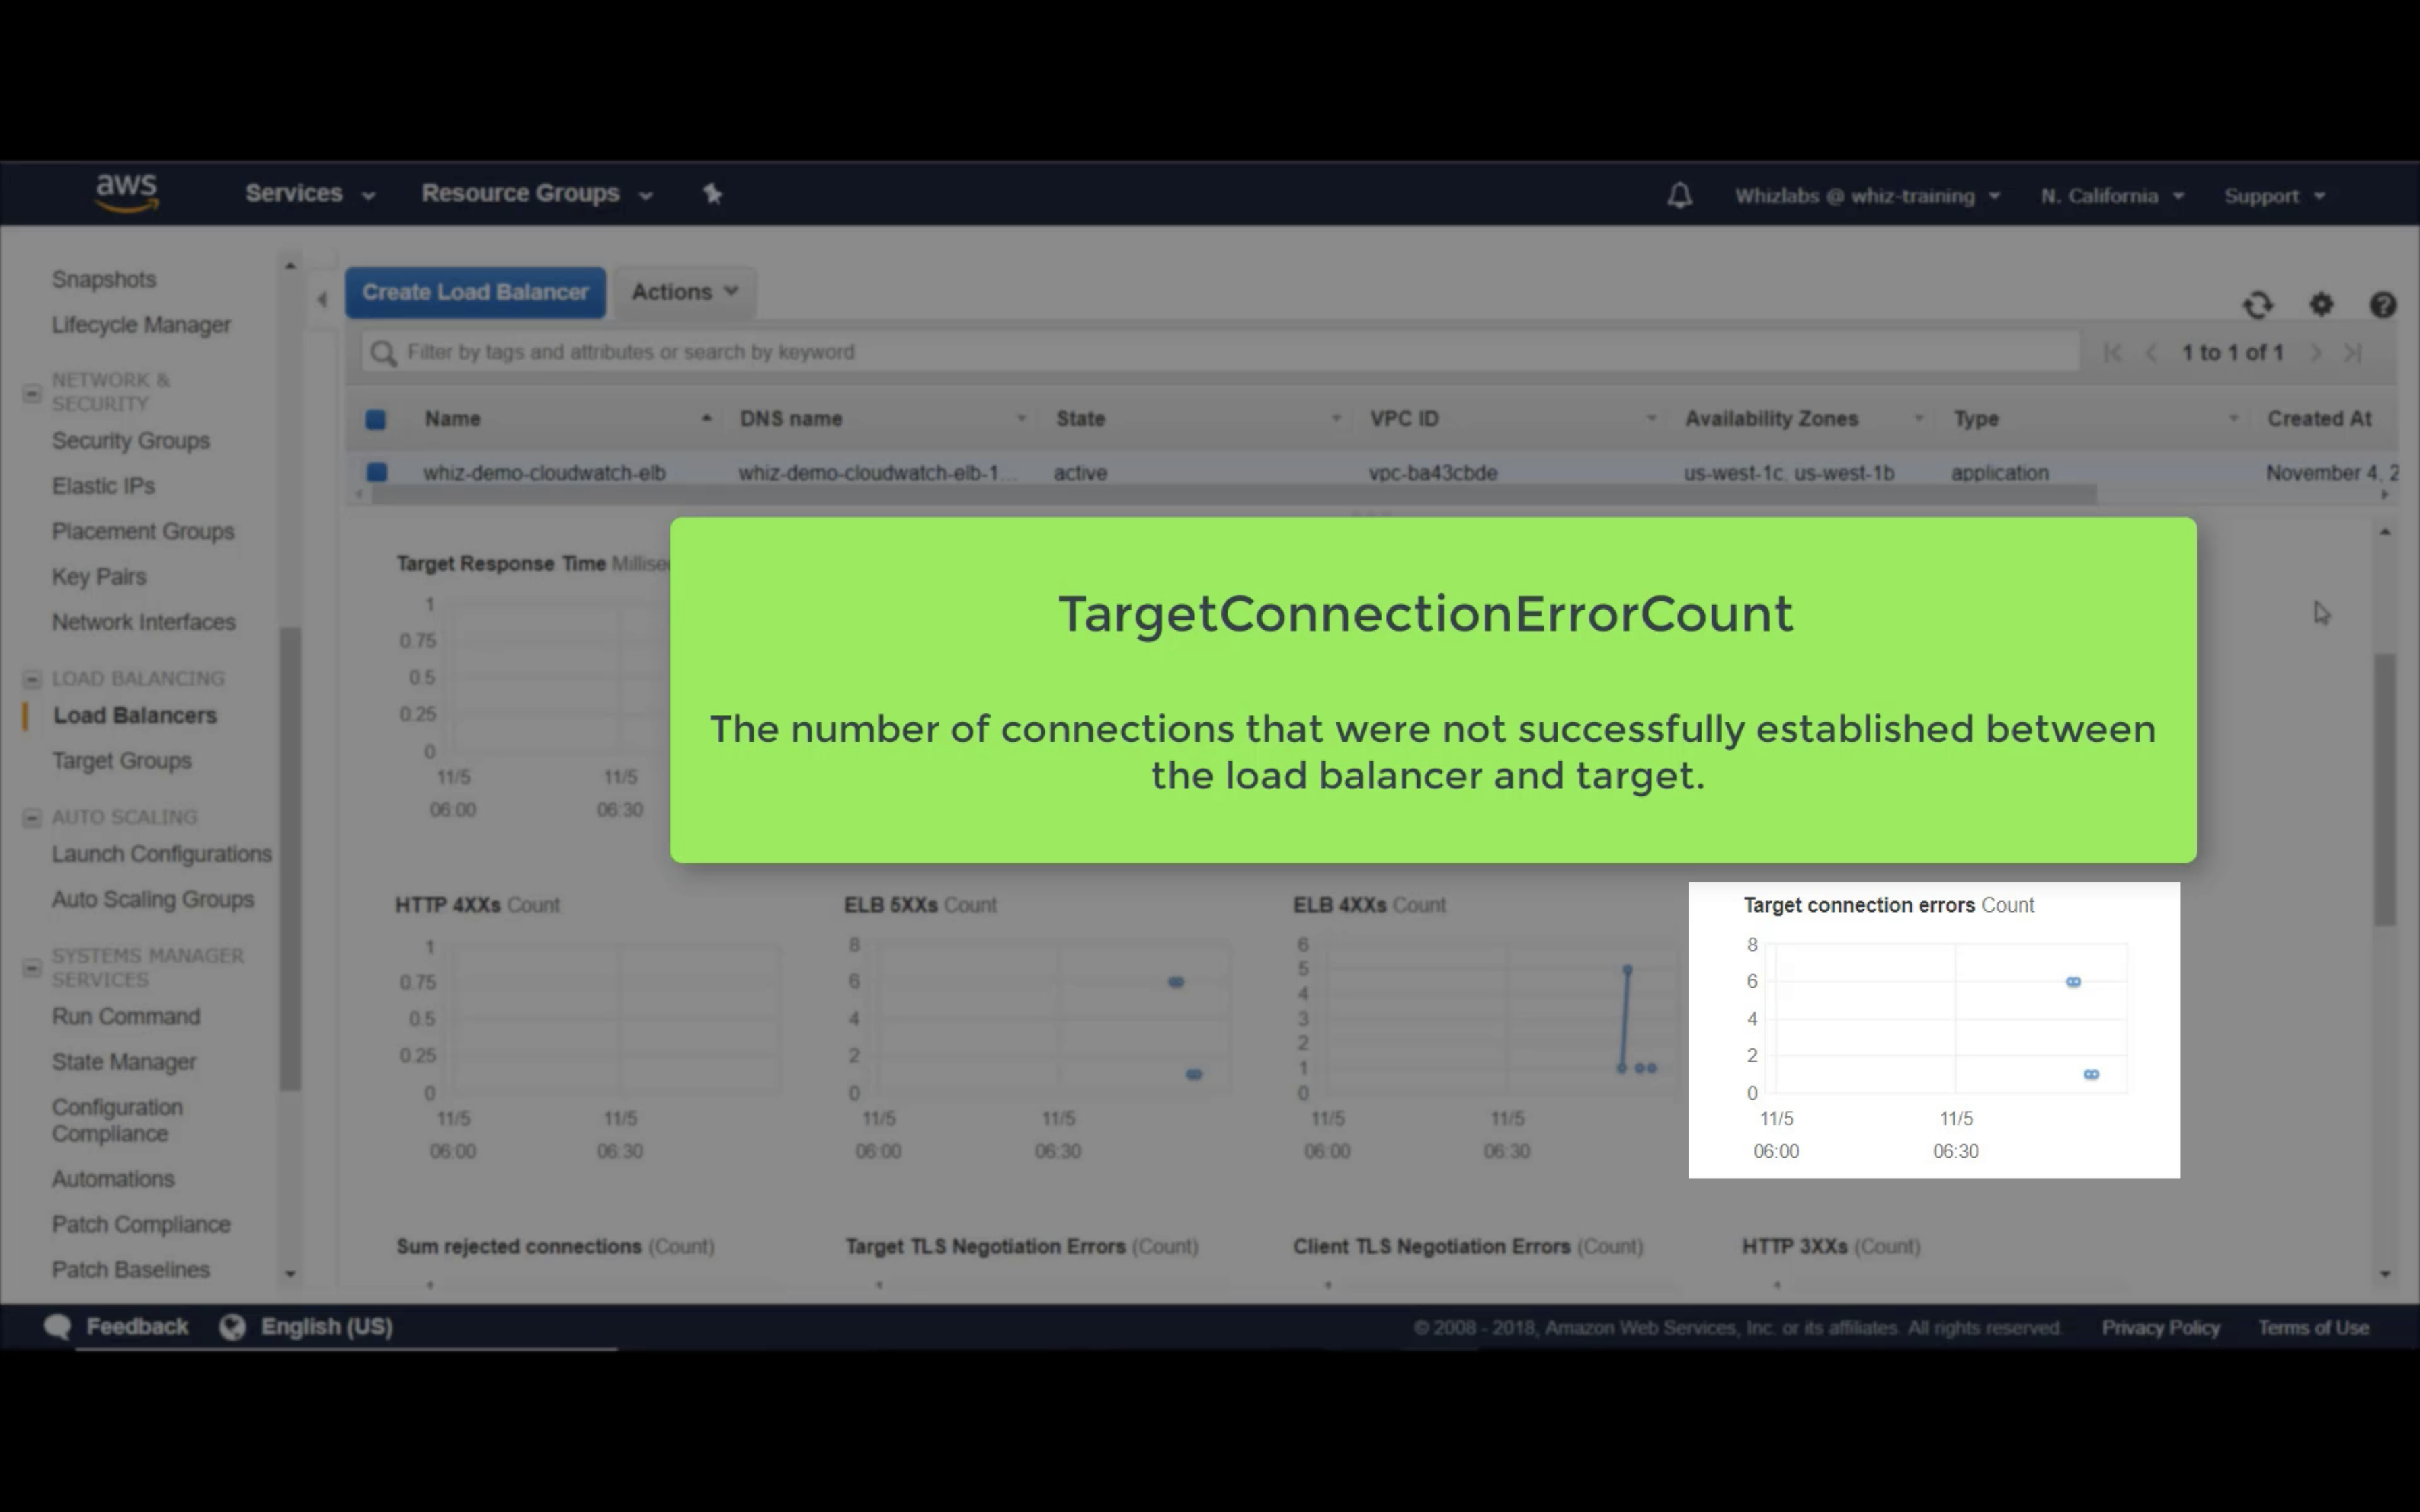 aws
Services
Resource Groups
Whizlabs @ whiz-training
N. California
Support
Snapshots
Lifecycle Manager
NETWORK &
SECURITY
Security Groups
Elastic IPs
Placement Groups
Key Pairs
Network Interfaces
LOAD BALANCING
Load Balancers
Target Groups
AUTO SCALING
Launch Configurations
Auto Scaling Groups
SYSTEMS MANAGER
SERVICES
Run Command
State Manager
Configuration
Compliance
Automations
Patch Compliance
Patch Baselines
Create Load Balancer
Actions
Filter by tags and attributes or search by keyword
1 to 1 of 1
Name
DNS name
State
VPC ID
Availability Zones
Type
Created At
whiz-demo-cloudwatch-elb
whiz-demo-cloudwatch-elb-1...
active
vpc-ba43cbde
us-west-1c, us-west-1b
application
November 4, 2
Target Response Time
1
0.75
0.5
0.25
0
11/5
06:00
11/5
06:30
TargetConnectionErrorCount
The number of connections that were not successfully established between
the load balancer and target.
HTTP 4XXs Count
1
0.75
0.5
0.25
0
11/5
06:00
11/5
06:30
ELB 5XXs Count
8
6
4
2
0
11/5
06:00
11/5
06:30
ELB 4XXs Count
6
5
4
3
2
1
0
11/5
06:00
11/5
06:30
Target connection errors Count
8
6
4
2
0
11/5
06:00
11/5
06:30
Sum rejected connections (Count)
Target TLS Negotiation Errors (Count)
Client TLS Negotiation Errors (Count)
HTTP 3XXs (Count)
Feedback
English (US)
© 2008 - 2018, Amazon Web Services, Inc. or its affiliates. All rights reserved.
Privacy Policy
Terms of Use